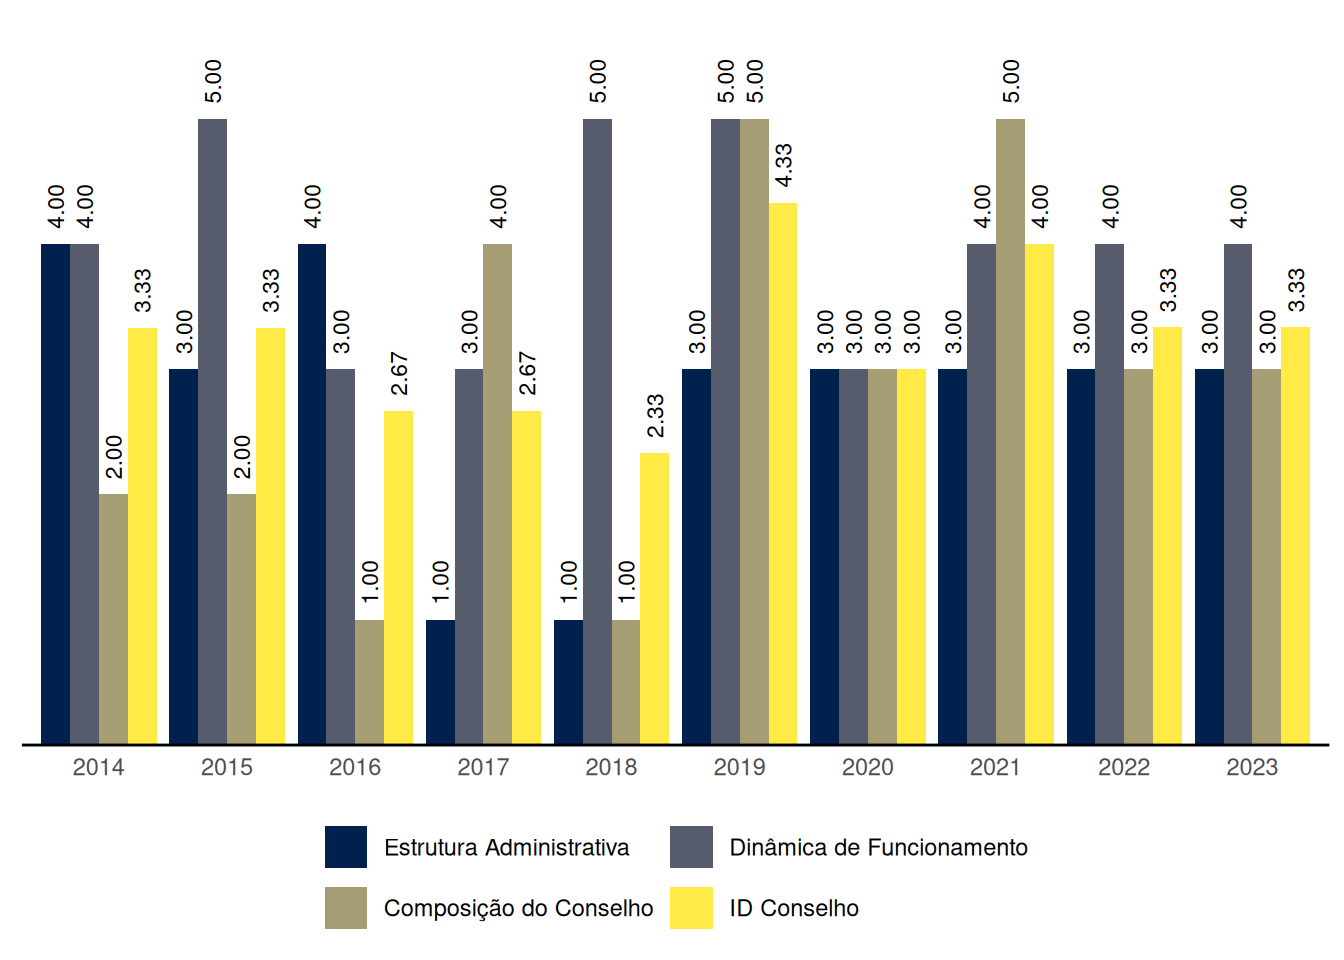 4.00 4.00 2.00 3.33
3.00 5.00 2.00 3.33
4.00 3.00 1.00 2.67
1.00 3.00 4.00 2.67
1.00 5.00 1.00 2.33
3.00 5.00 5.00 4.33
3.00 3.00 3.00 3.00
3.00 4.00 5.00 4.00
3.00 4.00 3.00 3.33
3.00 4.00 3.00 3.33
2014 2015 2016 2017 2018 2019 2020 2021 2022 2023
Estrutura Administrativa Dinâmica de Funcionamento
Composição do Conselho ID Conselho